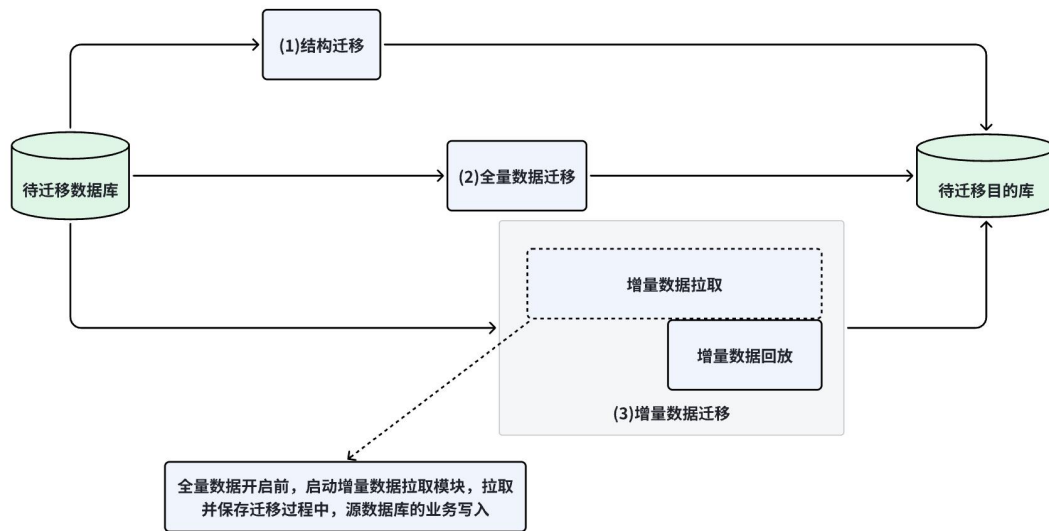 (1)结构迁移
待迁移数据库
(2)全量数据迁移
待迁移目的库
增量数据拉取
增量数据回放
(3)增量数据迁移
全量数据开启前，启动增量数据拉取模块，拉取
并保存迁移过程中，源数据库的业务写入